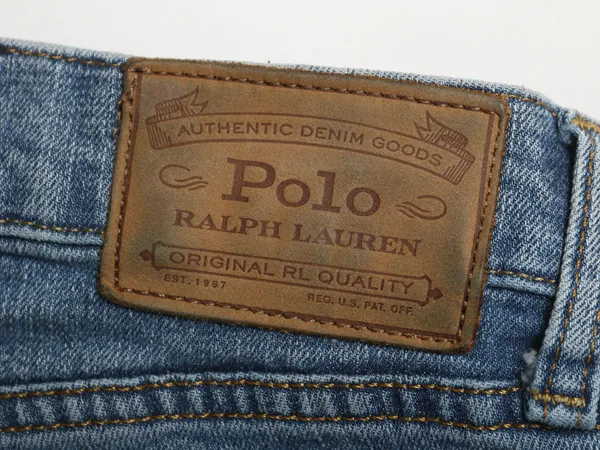 AUTHENTIC DENIM GOODS
Polo
RALPH LAUREN
ORIGINAL RL QUALITY
EST. 1967
REG. U.S. PAT. OFF.